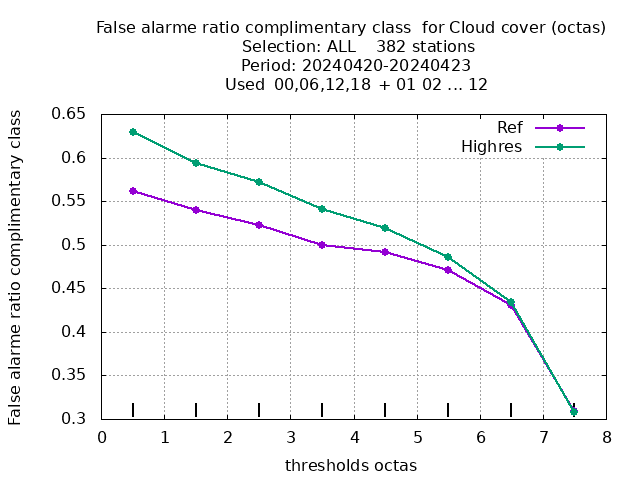 False alarme ratio complimentary class  for Cloud cover (octas)
Selection: ALL    382 stations
Period: 20240420-20240423
Used  00,06,12,18 + 01 02 ... 12
False alarme ratio complimentary class
0.65
0.6
0.55
0.5
0.45
0.4
0.35
0.3
Ref
Highres
0 1 2 3 4 5 6 7 8
thresholds octas